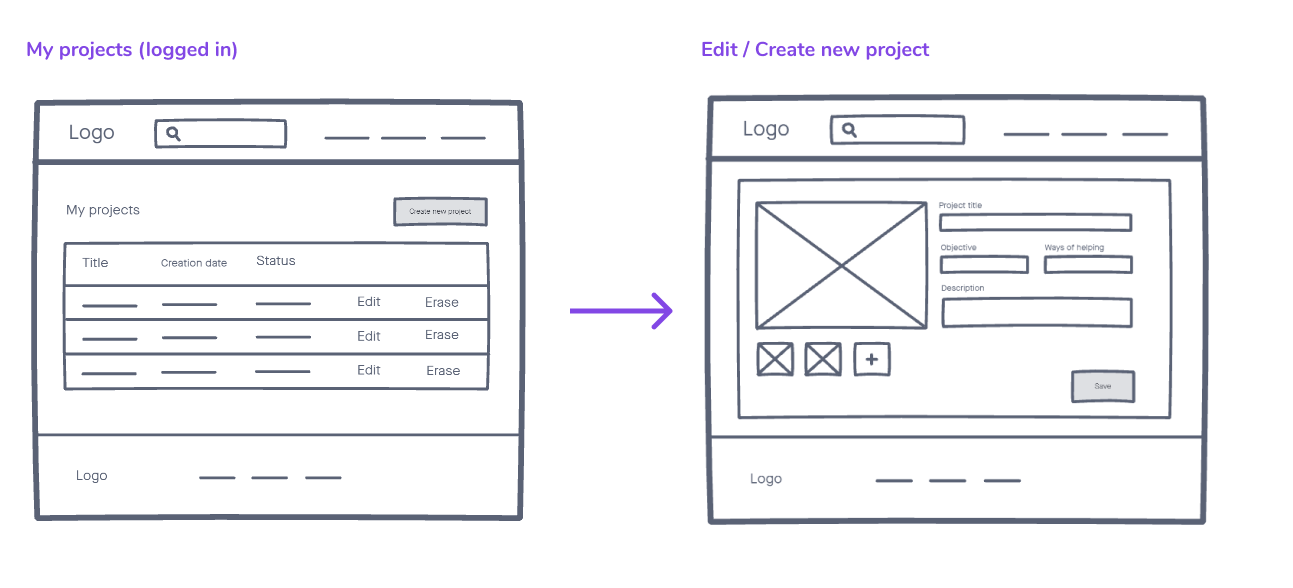 My projects (logged in)
Logo
My projects
Create new project
Title Creation date Status
Edit Erase
Edit Erase
Edit Erase
Logo
Edit / Create new project
Logo
Project title
Objective Ways of helping
Description
Save
Logo